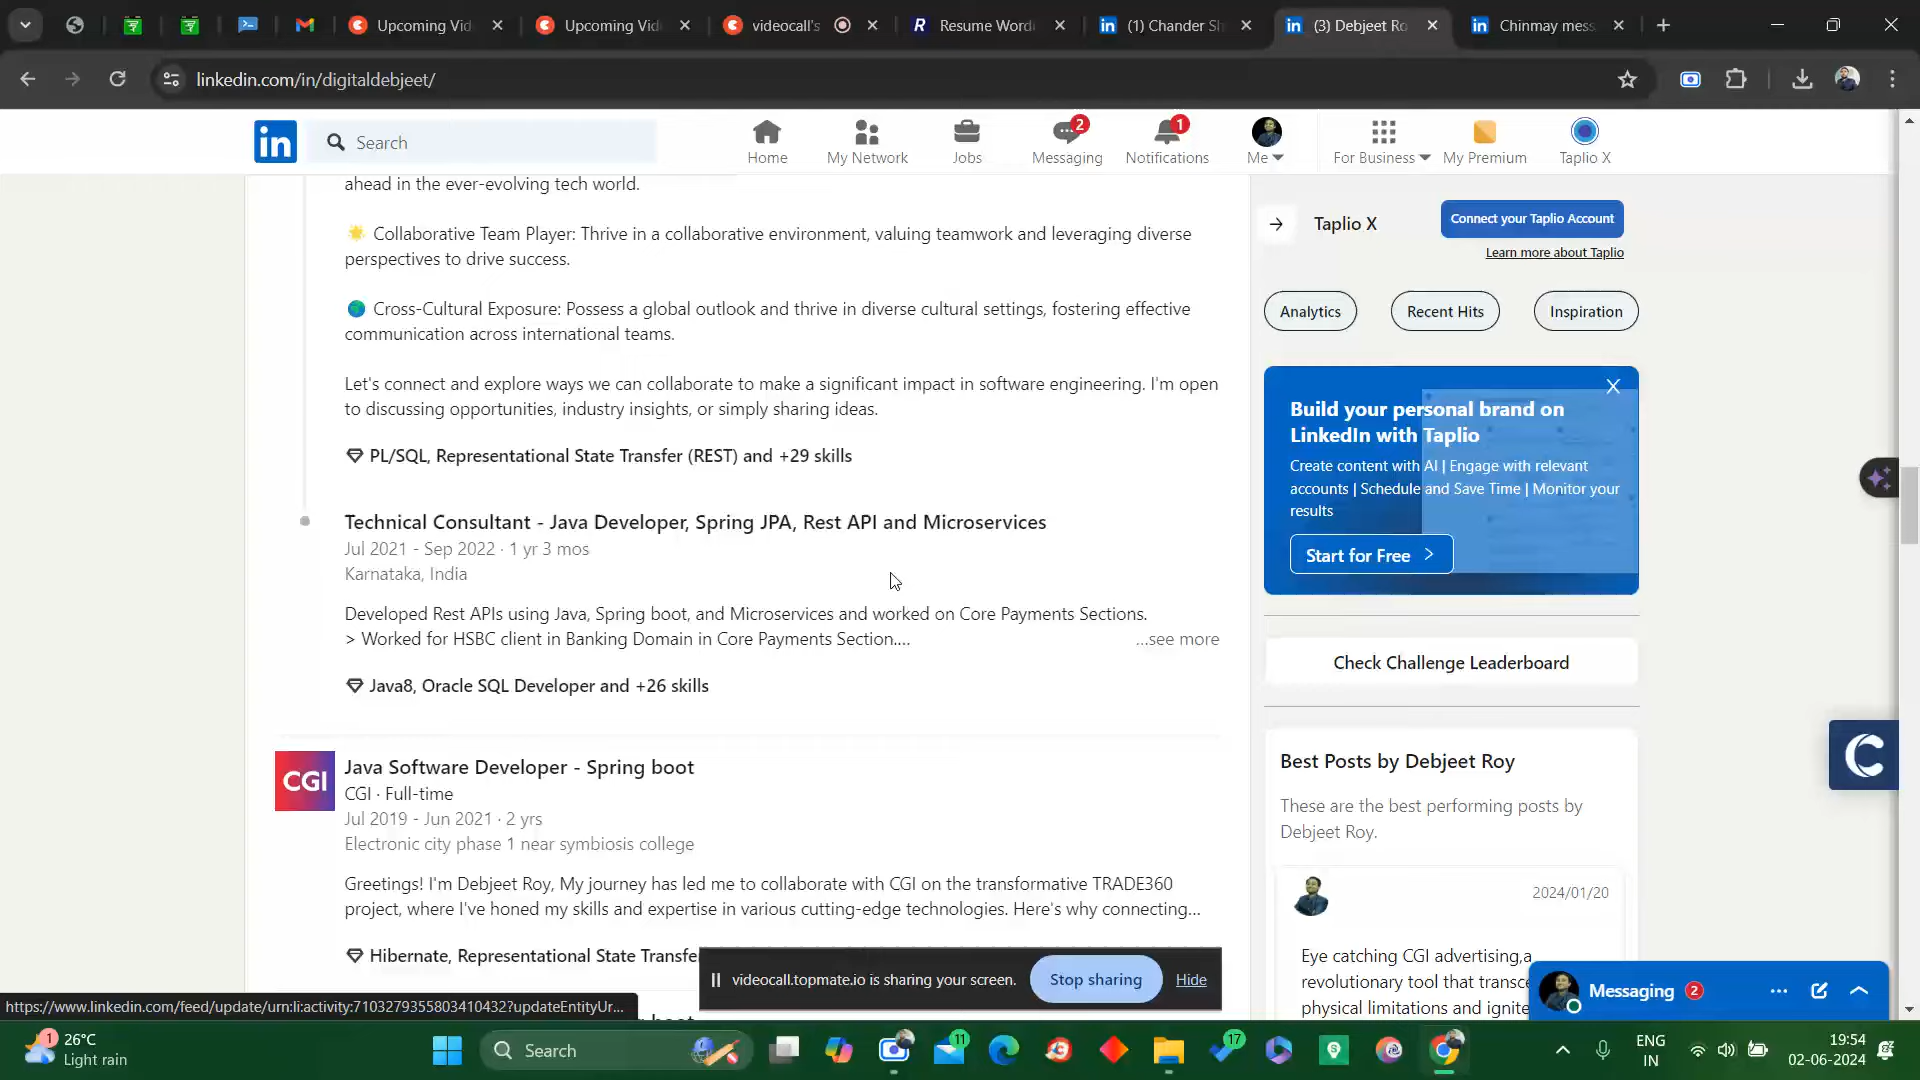 Upcoming Vid
Upcoming Vid
videocall's
Resume Word
(1) Chander Sh
(3) Debjeet Ro
Chinmay mess
linkedin.com/in/digitaldebjeet/
in
Search
Home
My Network
Jobs
2
Messaging
1
Notifications
Me
For Business
My Premium
Taplio X
ahead in the ever-evolving tech world.
🌟 Collaborative Team Player: Thrive in a collaborative environment, valuing teamwork and leveraging diverse
perspectives to drive success.
🌍 Cross-Cultural Exposure: Possess a global outlook and thrive in diverse cultural settings, fostering effective
communication across international teams.
Let's connect and explore ways we can collaborate to make a significant impact in software engineering. I'm open
to discussing opportunities, industry insights, or simply sharing ideas.
PL/SQL, Representational State Transfer (REST) and +29 skills
Technical Consultant - Java Developer, Spring JPA, Rest API and Microservices
Jul 2021 - Sep 2022 · 1 yr 3 mos
Karnataka, India
Developed Rest APIs using Java, Spring boot, and Microservices and worked on Core Payments Sections.
> Worked for HSBC client in Banking Domain in Core Payments Section.... ...see more
Java8, Oracle SQL Developer and +26 skills
CGI
Java Software Developer - Spring boot
CGI · Full-time
Jul 2019 - Jun 2021 · 2 yrs
Electronic city phase 1 near symbiosis college
Greetings! I'm Debjeet Roy, My journey has led me to collaborate with CGI on the transformative TRADE360
project, where I've honed my skills and expertise in various cutting-edge technologies. Here's why connecting...
Hibernate, Representational State Transfe
Taplio X
Connect your Taplio Account
Learn more about Taplio
Analytics
Recent Hits
Inspiration
Build your personal brand on
LinkedIn with Taplio
Create content with AI | Engage with relevant
accounts | Schedule and Save Time | Monitor your
results
Start for Free >
Check Challenge Leaderboard
Best Posts by Debjeet Roy
These are the best performing posts by
Debjeet Roy.
2024/01/20
Eye catching CGI advertising,a
revolutionary tool that transce
physical limitations and ignite
C
videocall.topmate.io is sharing your screen.
Stop sharing
Hide
Messaging
2
https://www.linkedin.com/feed/update/urn:li:activity:7103279355803410432?updateEntityUr...
1
26°C
Light rain
Search
11
17
ENG
IN
19:54
02-06-2024